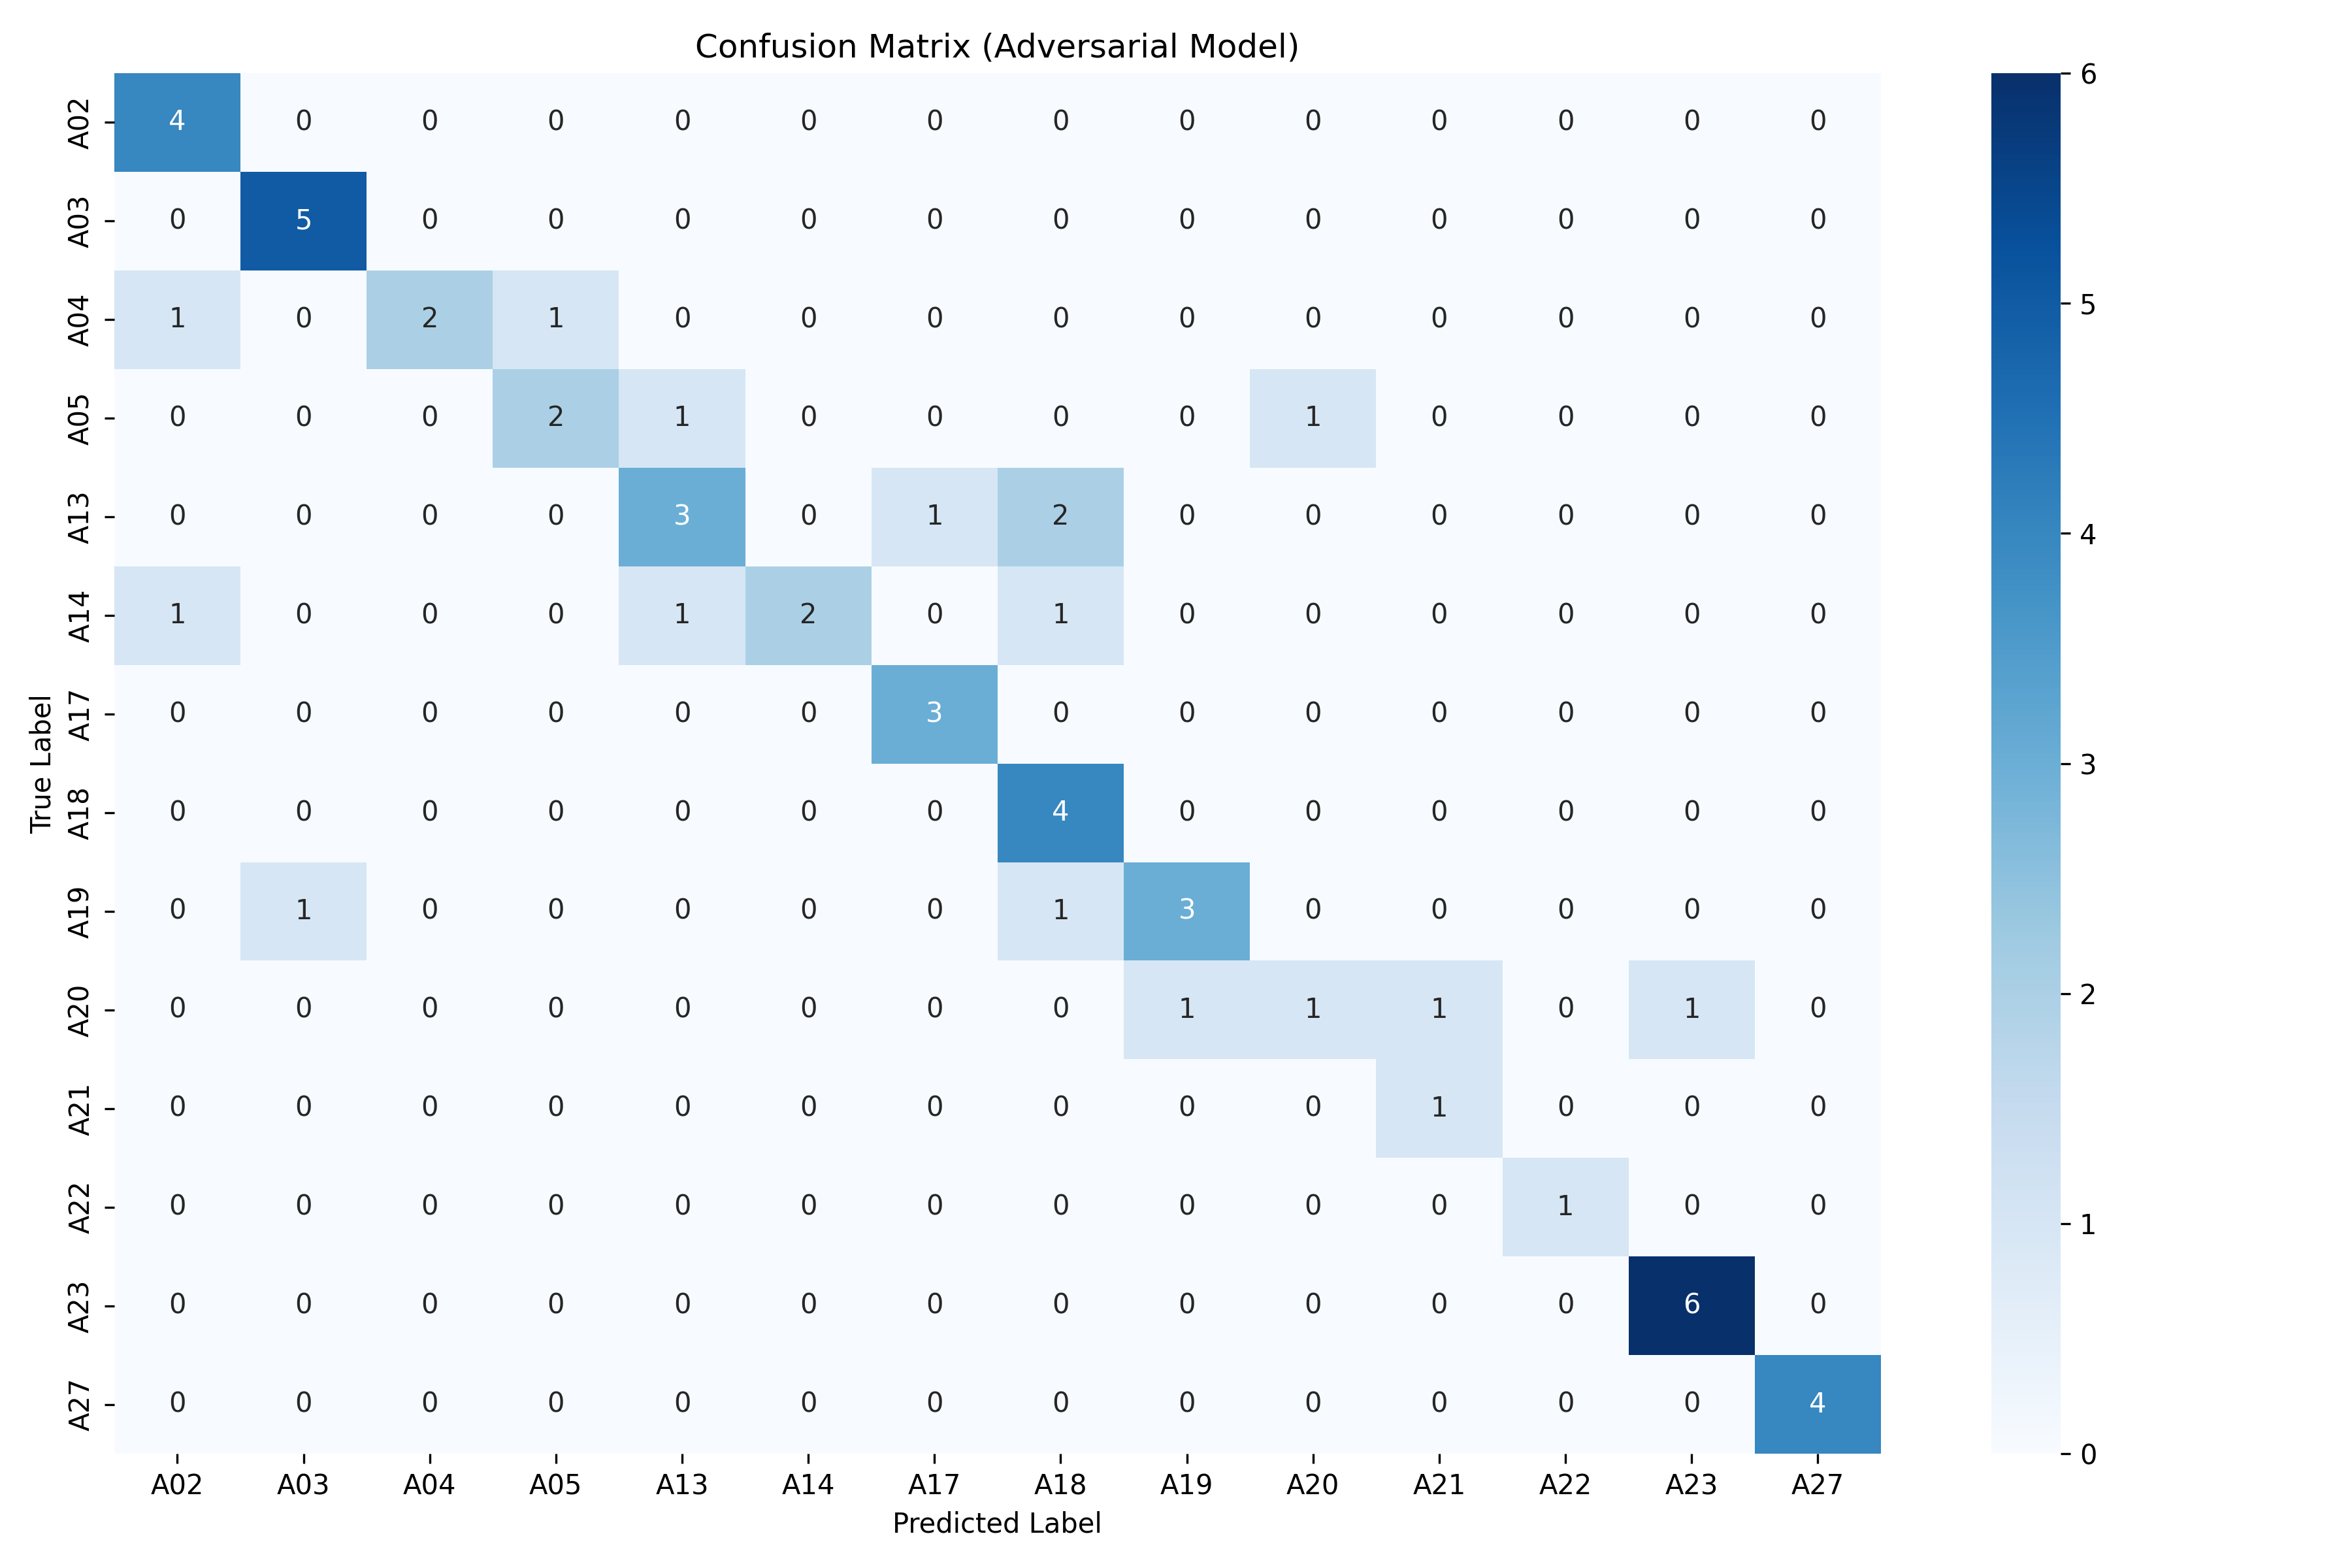 Confusion Matrix (Adversarial Model)
True Label
A02 4 0 0 0 0 0 0 0 0 0 0 0 0 0
A03 0 5 0 0 0 0 0 0 0 0 0 0 0 0
A04 1 0 2 1 0 0 0 0 0 0 0 0 0 0
A05 0 0 0 2 1 0 0 0 0 1 0 0 0 0
A13 0 0 0 0 3 0 1 2 0 0 0 0 0 0
A14 1 0 0 0 1 2 0 1 0 0 0 0 0 0
A17 0 0 0 0 0 0 3 0 0 0 0 0 0 0
A18 0 0 0 0 0 0 0 4 0 0 0 0 0 0
A19 0 1 0 0 0 0 0 1 3 0 0 0 0 0
A20 0 0 0 0 0 0 0 0 1 1 1 0 1 0
A21 0 0 0 0 0 0 0 0 0 0 1 0 0 0
A22 0 0 0 0 0 0 0 0 0 0 0 1 0 0
A23 0 0 0 0 0 0 0 0 0 0 0 0 6 0
A27 0 0 0 0 0 0 0 0 0 0 0 0 0 4
A02 A03 A04 A05 A13 A14 A17 A18 A19 A20 A21 A22 A23 A27
Predicted Label
6
5
4
3
2
1
0